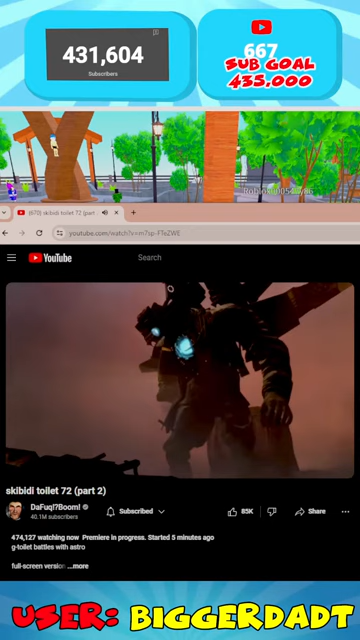 431,604
Subscribers
667
SUB GOAL
435,000
(670) skibidi toilet 72 (part
youtube.com/watch?v=m7sp-FTeZWE
YouTube
Search
skibidi toilet 72 (part 2)
DaFuq!?Boom!
40.1M subscribers
Subscribed
85K
Share
474,127 watching now Premiere in progress. Started 5 minutes ago
g-toilet battles with astro
full-screen version ...more
USER: BIGGERDADT